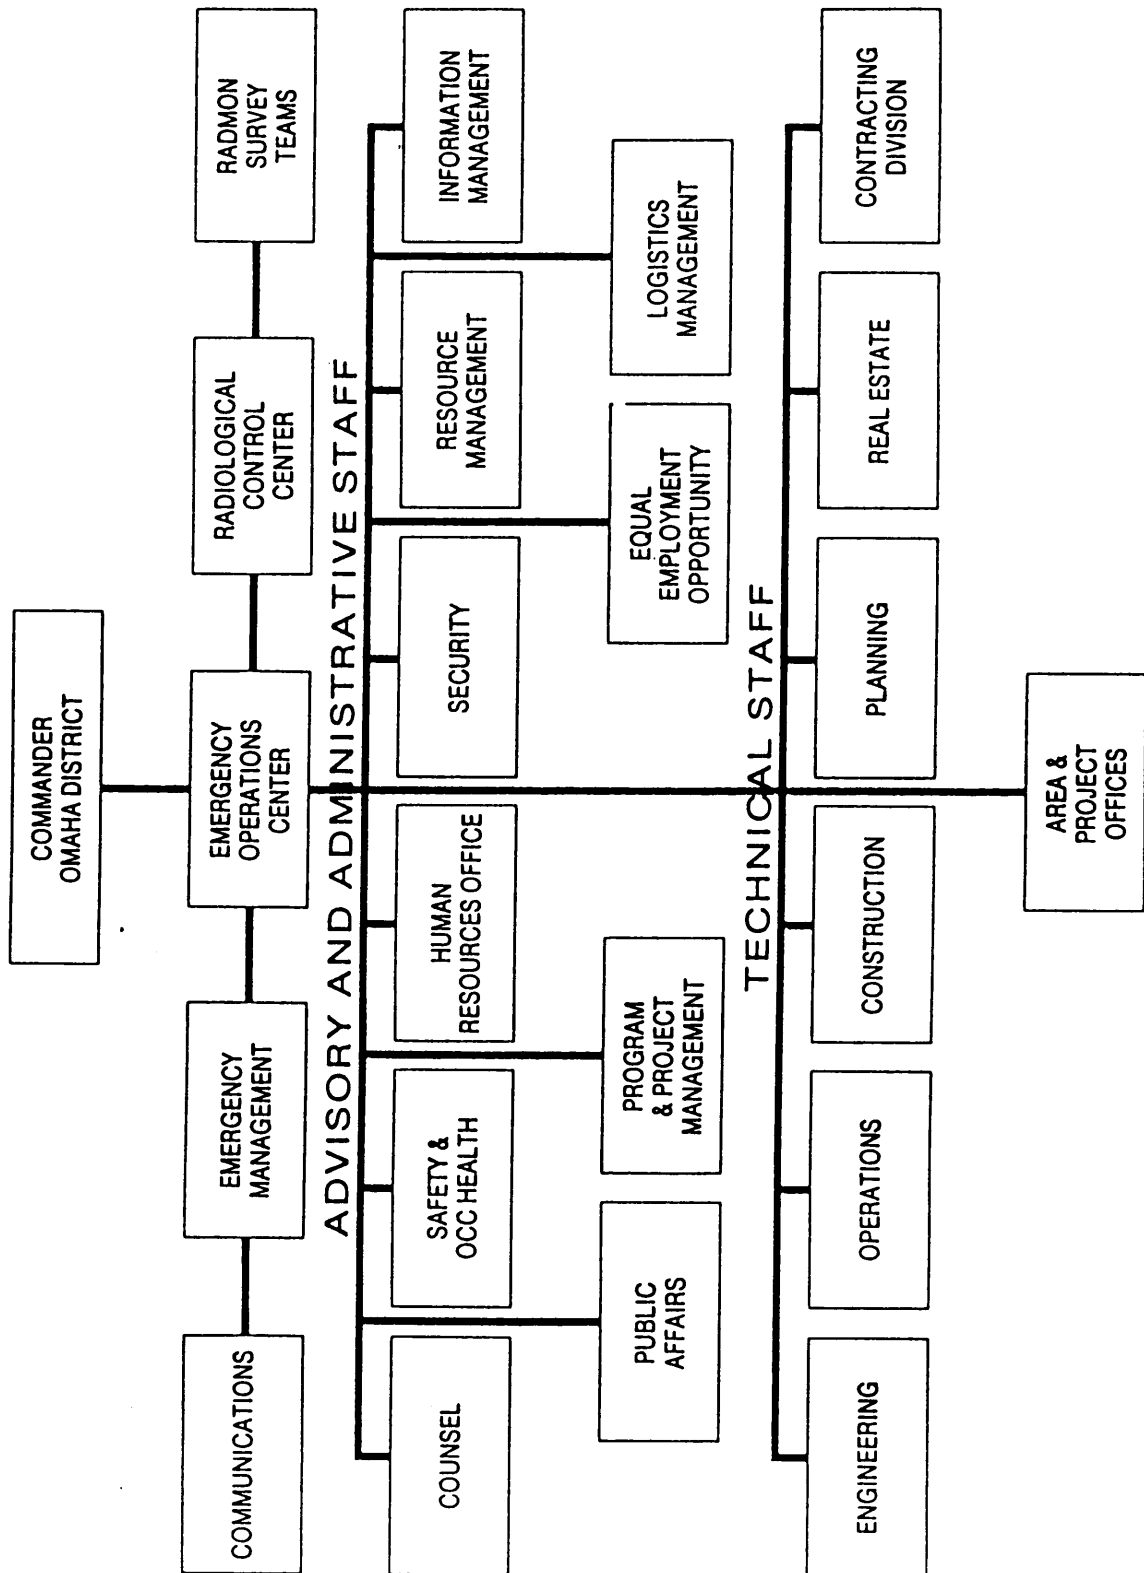 COMMANDER
OMAHA DISTRICT
COMMUNICATIONS
EMERGENCY
MANAGEMENT
EMERGENCY
OPERATIONS
CENTER
RADIOLOGICAL
CONTROL
CENTER
RADMON
SURVEY
TEAMS
ADVISORY AND ADMINISTRATIVE STAFF
COUNSEL
SAFETY &
OCC HEALTH
HUMAN
RESOURCES OFFICE
SECURITY
RESOURCE
MANAGEMENT
INFORMATION
MANAGEMENT
PUBLIC
AFFAIRS
PROGRAM
& PROJECT
MANAGEMENT
EQUAL
EMPLOYMENT
OPPORTUNITY
LOGISTICS
MANAGEMENT
TECHNICAL STAFF
ENGINEERING
OPERATIONS
CONSTRUCTION
PLANNING
REAL ESTATE
CONTRACTING
DIVISION
AREA &
PROJECT
OFFICES